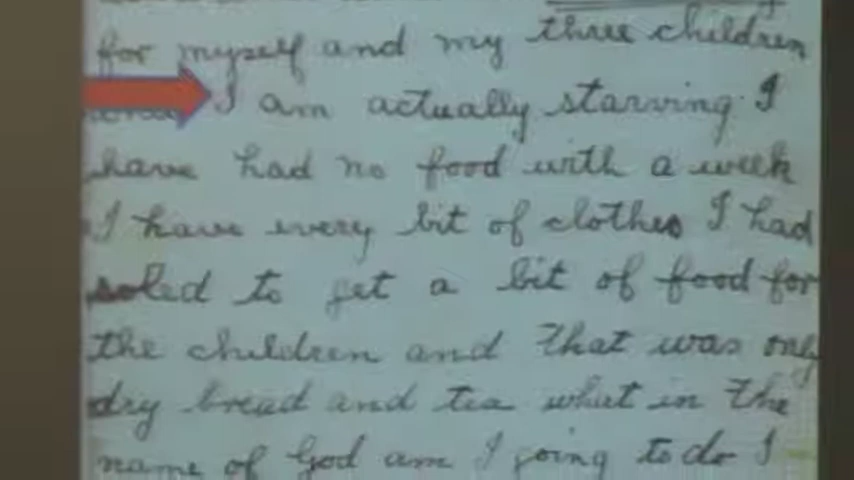 for myself and my three children
and I am actually starving. I
have had no food with a week
I have every bit of clothes I had
soled to get a bit of food for
the children and that was only
dry bread and tea what in the
name of God am I going to do I